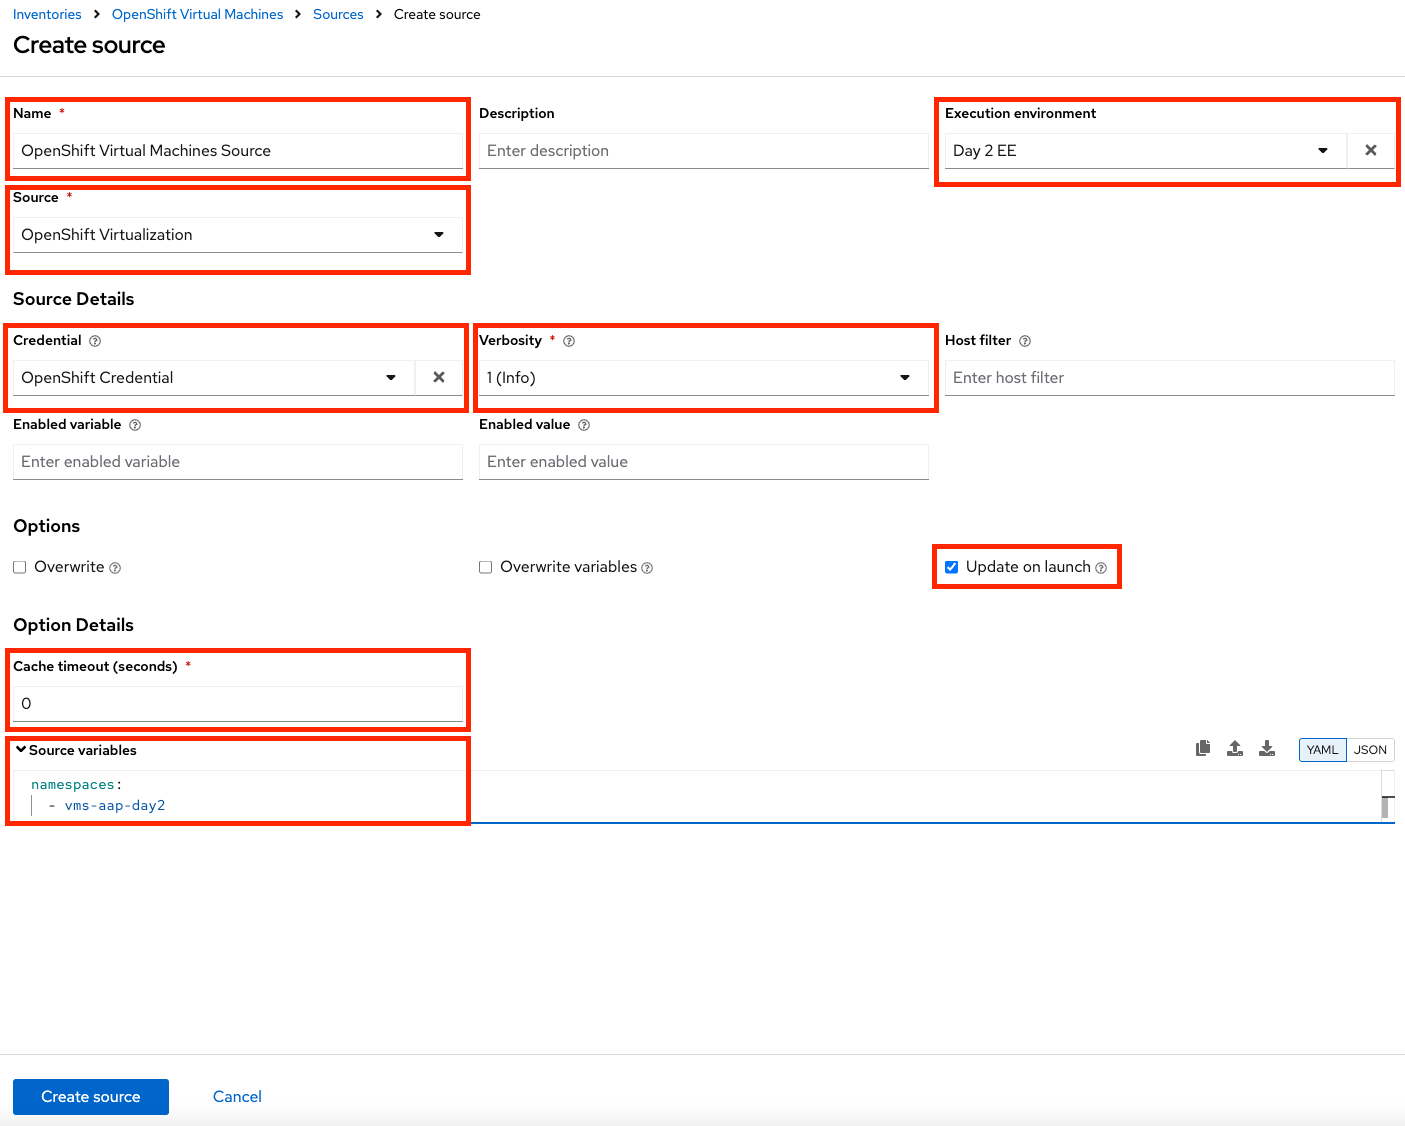 Inventories > OpenShift Virtual Machines > Sources > Create source
Create source
Name * Description Execution environment
OpenShift Virtual Machines Source Enter description Day 2 EE
Source *
OpenShift Virtualization
Source Details
Credential Verbosity * Host filter
OpenShift Credential 1 (Info) Enter host filter
Enabled variable Enabled value
Enter enabled variable Enter enabled value
Options
Overwrite Overwrite variables Update on launch
Option Details
Cache timeout (seconds) *
0
Source variables YAML JSON
namespaces:
- vms-aap-day2
Create source Cancel